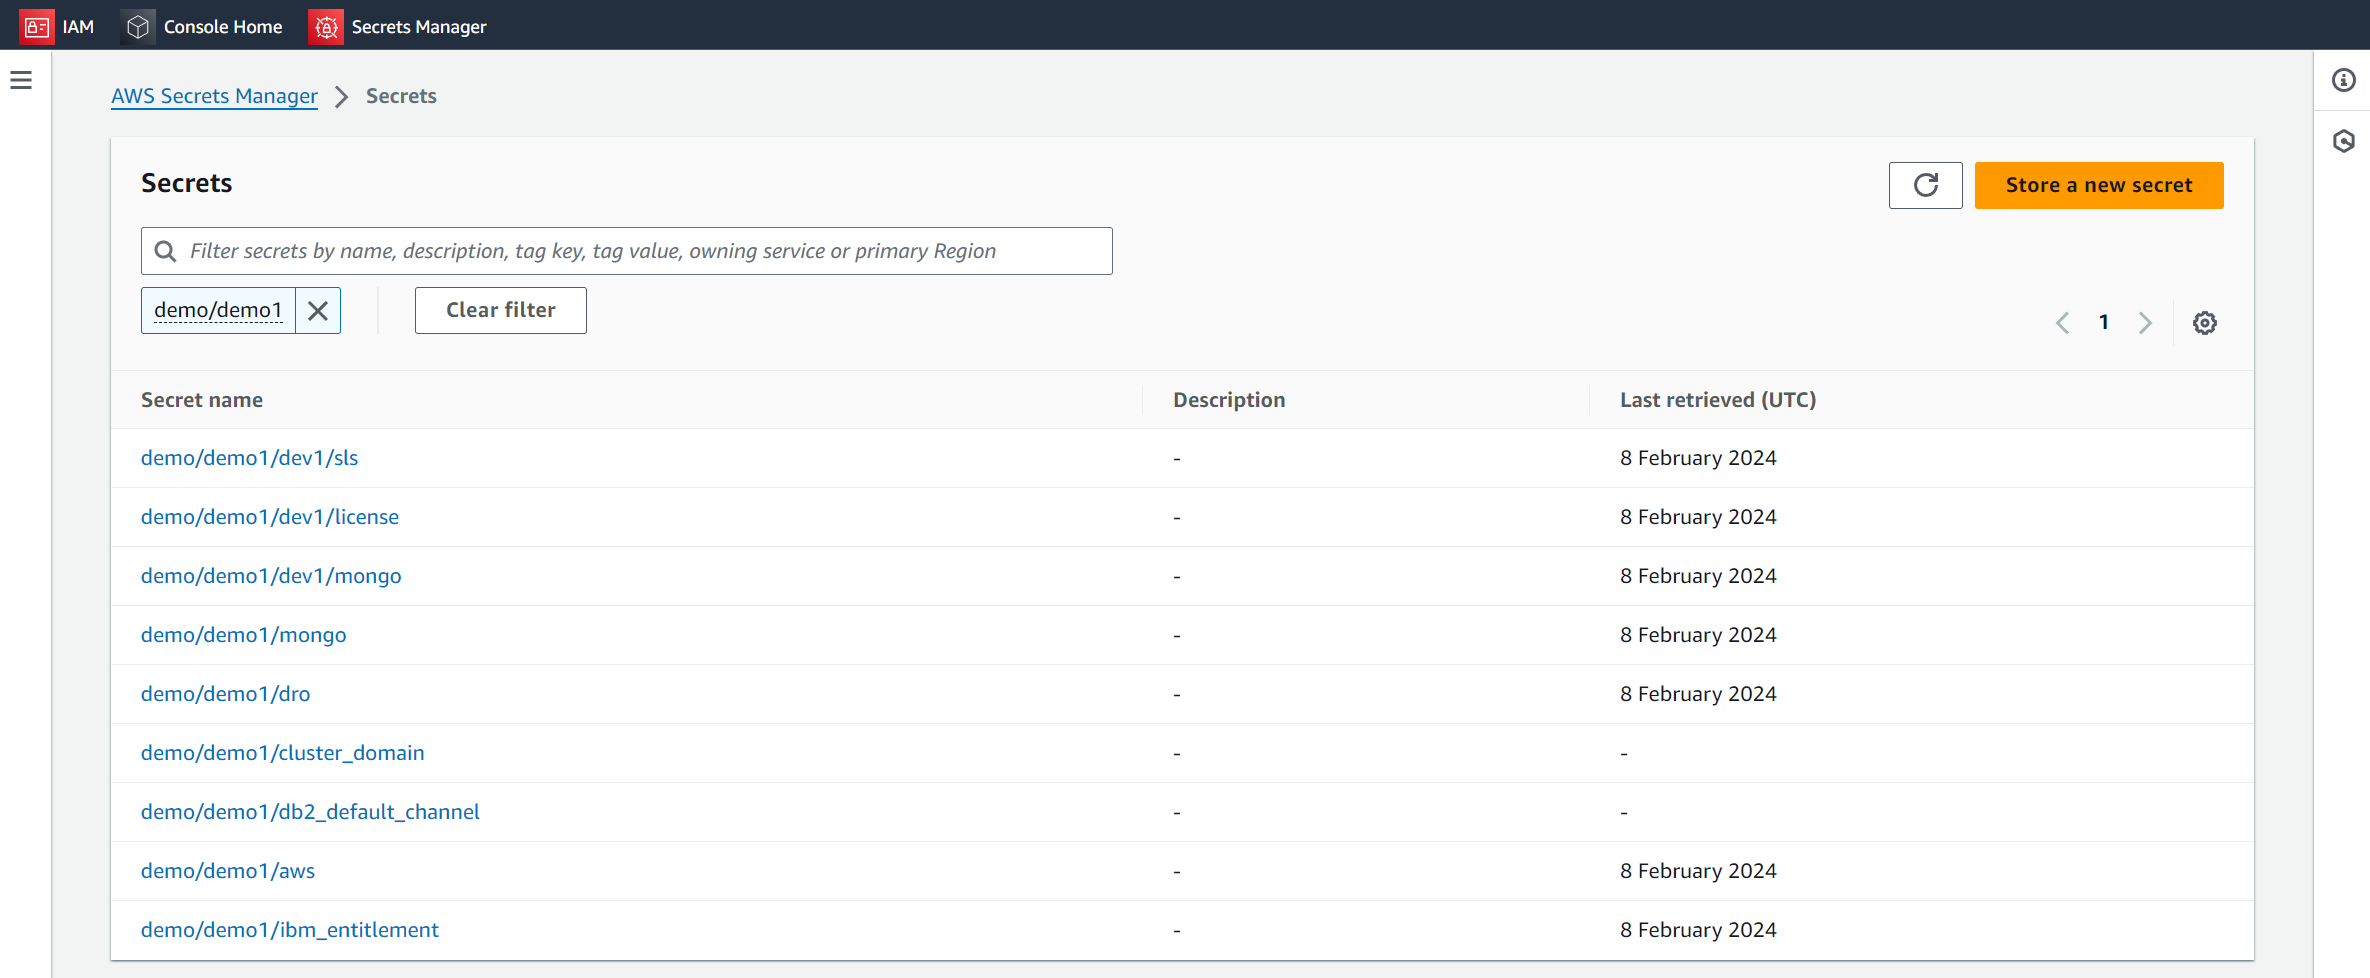 IAM Console Home Secrets Manager
AWS Secrets Manager Secrets
Secrets
Store a new secret
Filter secrets by name, description, tag key, tag value, owning service or primary Region
demo/demo1 Clear filter
1
Secret name Description Last retrieved (UTC)
demo/demo1/dev1/sls - 8 February 2024
demo/demo1/dev1/license - 8 February 2024
demo/demo1/dev1/mongo - 8 February 2024
demo/demo1/mongo - 8 February 2024
demo/demo1/dro - 8 February 2024
demo/demo1/cluster_domain - -
demo/demo1/db2_default_channel - -
demo/demo1/aws - 8 February 2024
demo/demo1/ibm_entitlement - 8 February 2024